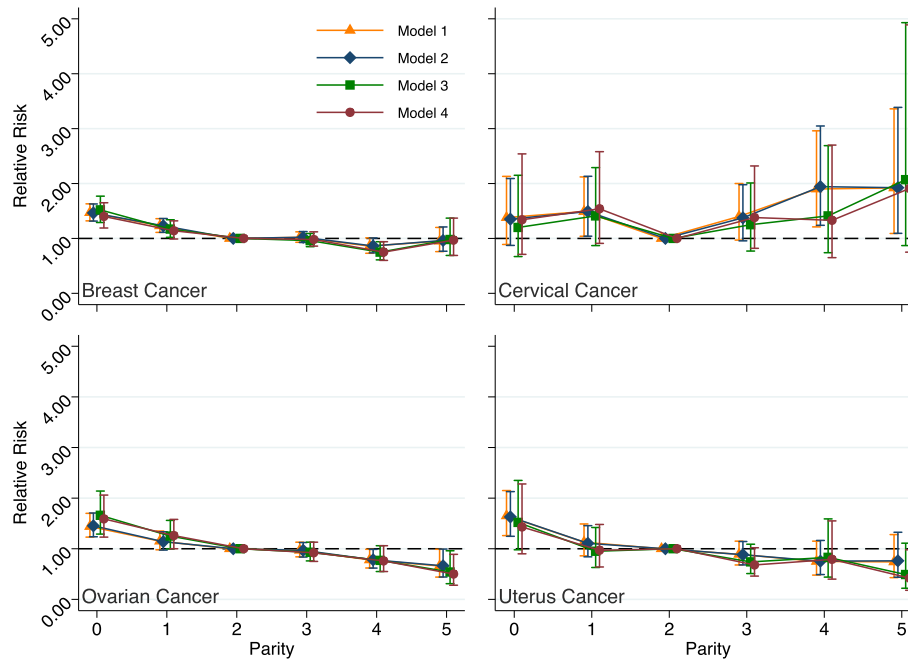 Relative Risk
5.00
4.00
3.00
2.00
1.00
0.00
Model 1
Model 2
Model 3
Model 4
Breast Cancer
Cervical Cancer
Relative Risk
5.00
4.00
3.00
2.00
1.00
0.00
Ovarian Cancer
Uterus Cancer
0 1 2 3 4 5
0 1 2 3 4 5
Parity
Parity